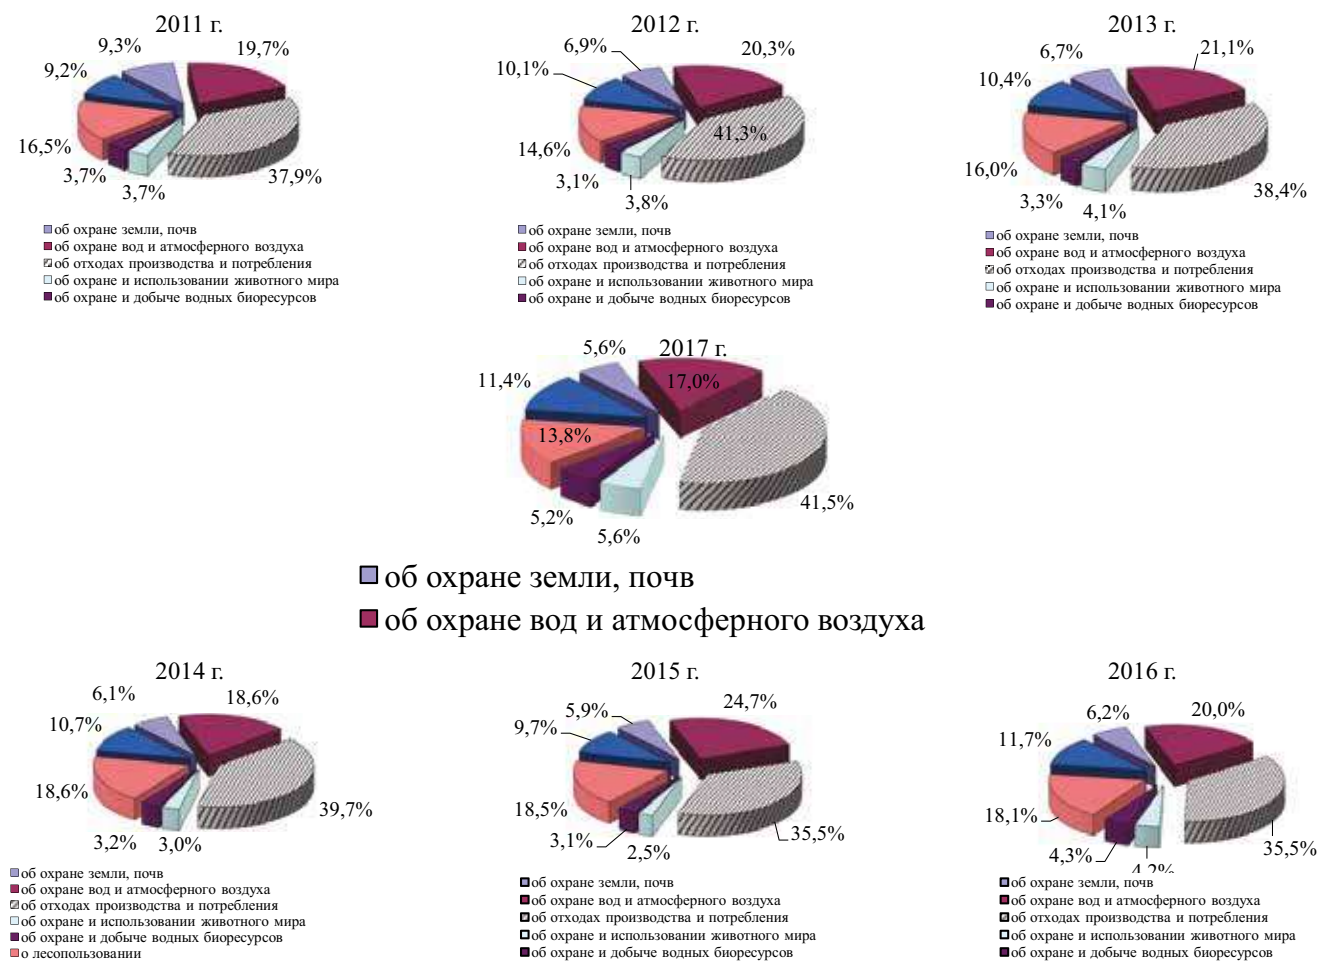 2011 г.
9,3%
19,7%
9,2%
16,5%
3,7%
3,7%
37,9%
об охране земли, почв
об охране вод и атмосферного воздуха
об отходах производства и потребления
об охране и использовании животного мира
об охране и добыче водных биоресурсов
2012 г.
6,9%
20,3%
10,1%
41,3%
14,6%
3,1%
3,8%
об охране земли, почв
об охране вод и атмосферного воздуха
об отходах производства и потребления
об охране и использовании животного мира
об охране и добыче водных биоресурсов
2013 г.
6,7%
21,1%
10,4%
16,0%
3,3%
4,1%
38,4%
об охране земли, почв
об охране вод и атмосферного воздуха
об отходах производства и потребления
об охране и использовании животного мира
об охране и добыче водных биоресурсов
2017 г.
5,6%
17,0%
11,4%
13,8%
5,2%
5,6%
41,5%
об охране земли, почв
об охране вод и атмосферного воздуха
2014 г.
6,1%
18,6%
10,7%
18,6%
3,2%
3,0%
39,7%
об охране земли, почв
об охране вод и атмосферного воздуха
об отходах производства и потребления
об охране и использовании животного мира
об охране и добыче водных биоресурсов
о лесопользовании
2015 г.
5,9%
24,7%
9,7%
18,5%
3,1%
2,5%
35,5%
об охране земли, почв
об охране вод и атмосферного воздуха
об отходах производства и потребления
об охране и использовании животного мира
об охране и добыче водных биоресурсов
2016 г.
6,2%
20,0%
11,7%
18,1%
4,3%
4,2%
35,5%
об охране земли, почв
об охране вод и атмосферного воздуха
об отходах производства и потребления
об охране и использовании животного мира
об охране и добыче водных биоресурсов